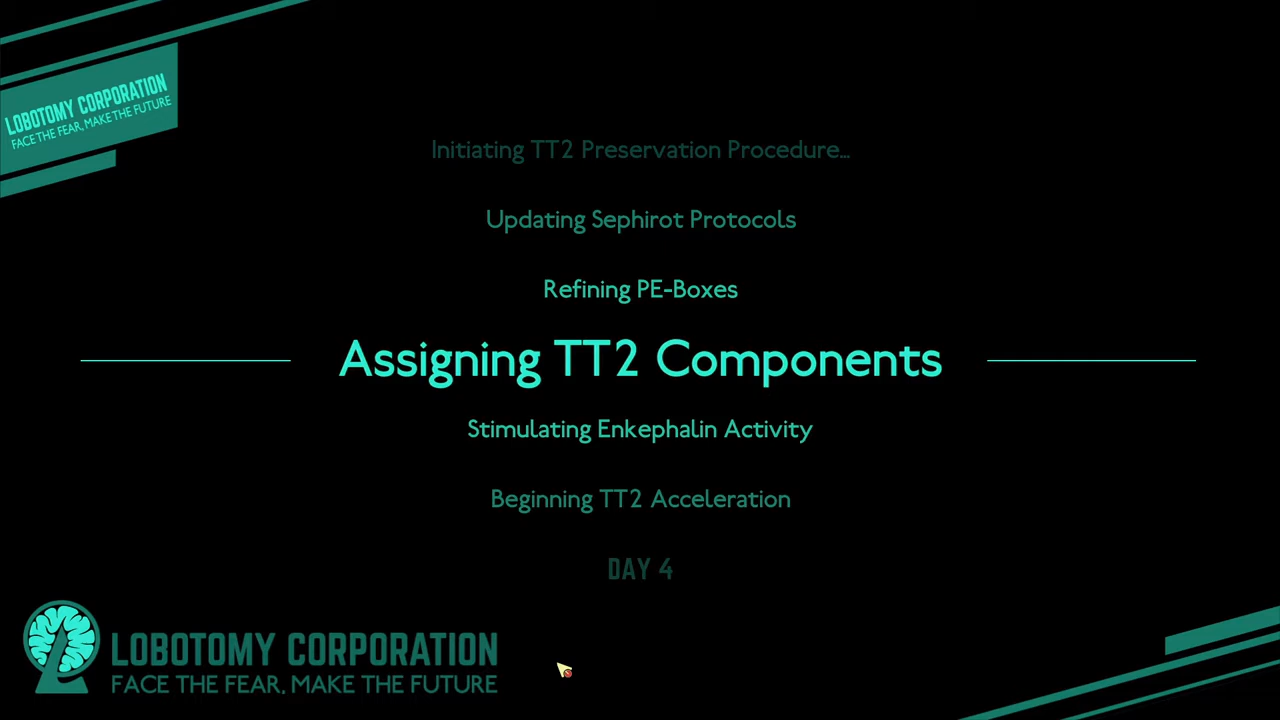 LOBOTOMY CORPORATION
FACE THE FEAR, MAKE THE FUTURE
Initiating TT2 Preservation Procedure...
Updating Sephirot Protocols
Refining PE-Boxes
Assigning TT2 Components
Stimulating Enkephalin Activity
Beginning TT2 Acceleration
DAY 4
LOBOTOMY CORPORATION
FACE THE FEAR, MAKE THE FUTURE